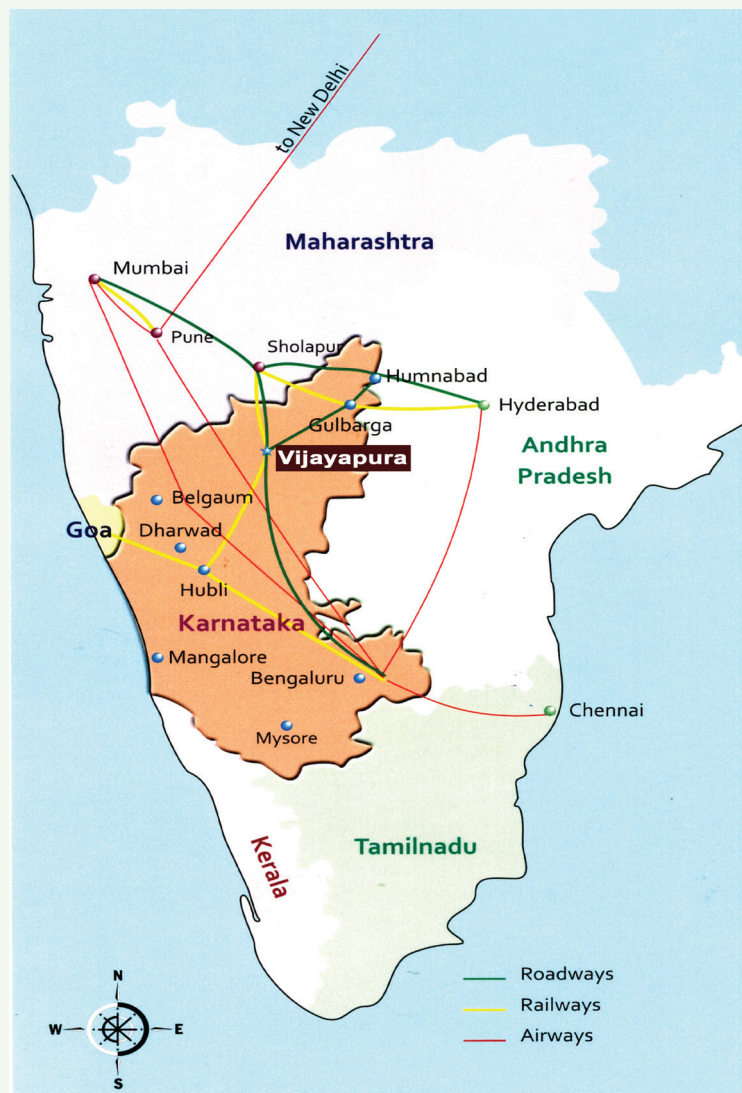 to New Delhi
Maharashtra
Mumbai
Pune
Sholapur
Humnabad
Gulbarga
Hyderabad
Vijayapura
Andhra
Pradesh
Belgaum
Goa
Dharwad
Hubli
Karnataka
Mangalore
Bengaluru
Chennai
Mysore
Kerala
Tamilnadu
N
W
E
S
Roadways
Railways
Airways